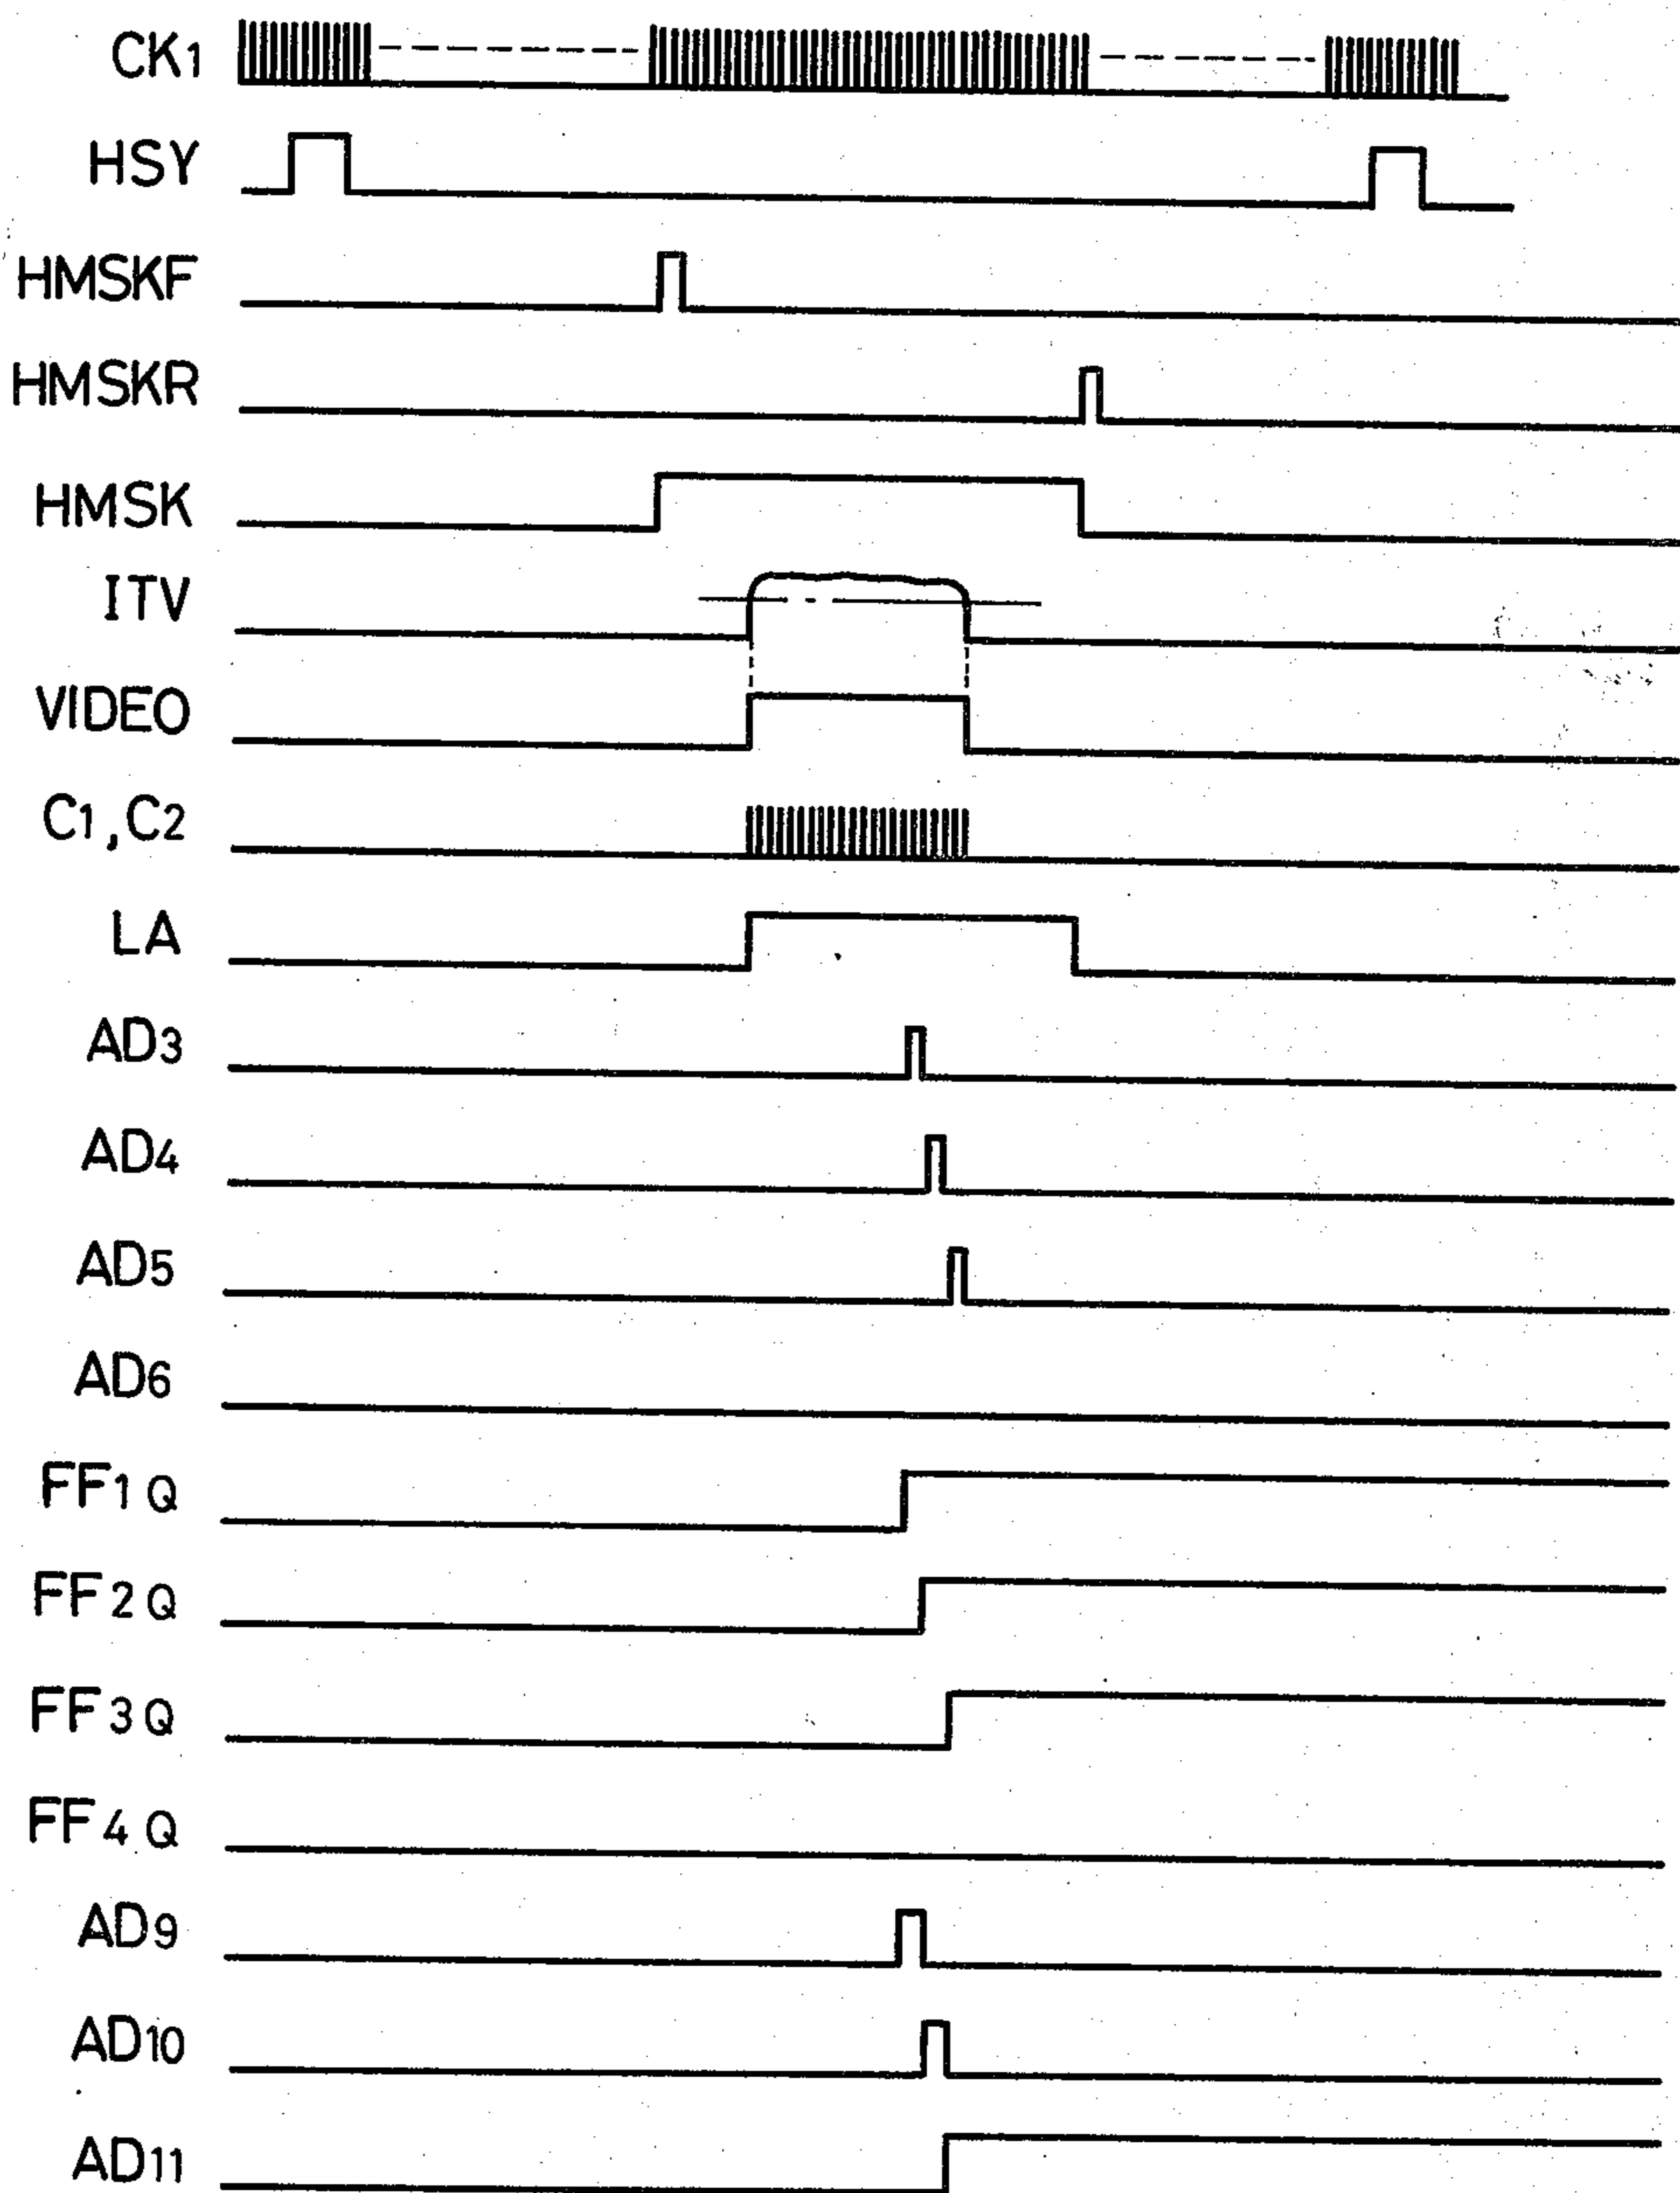 CK1
HSY
HMSKF
HMSKR
HMSK
ITV
VIDEO
C1,C2
LA
AD3
AD4
AD5
AD6
FF1Q
FF2Q
FF3Q
FF4Q
AD9
AD10
AD11